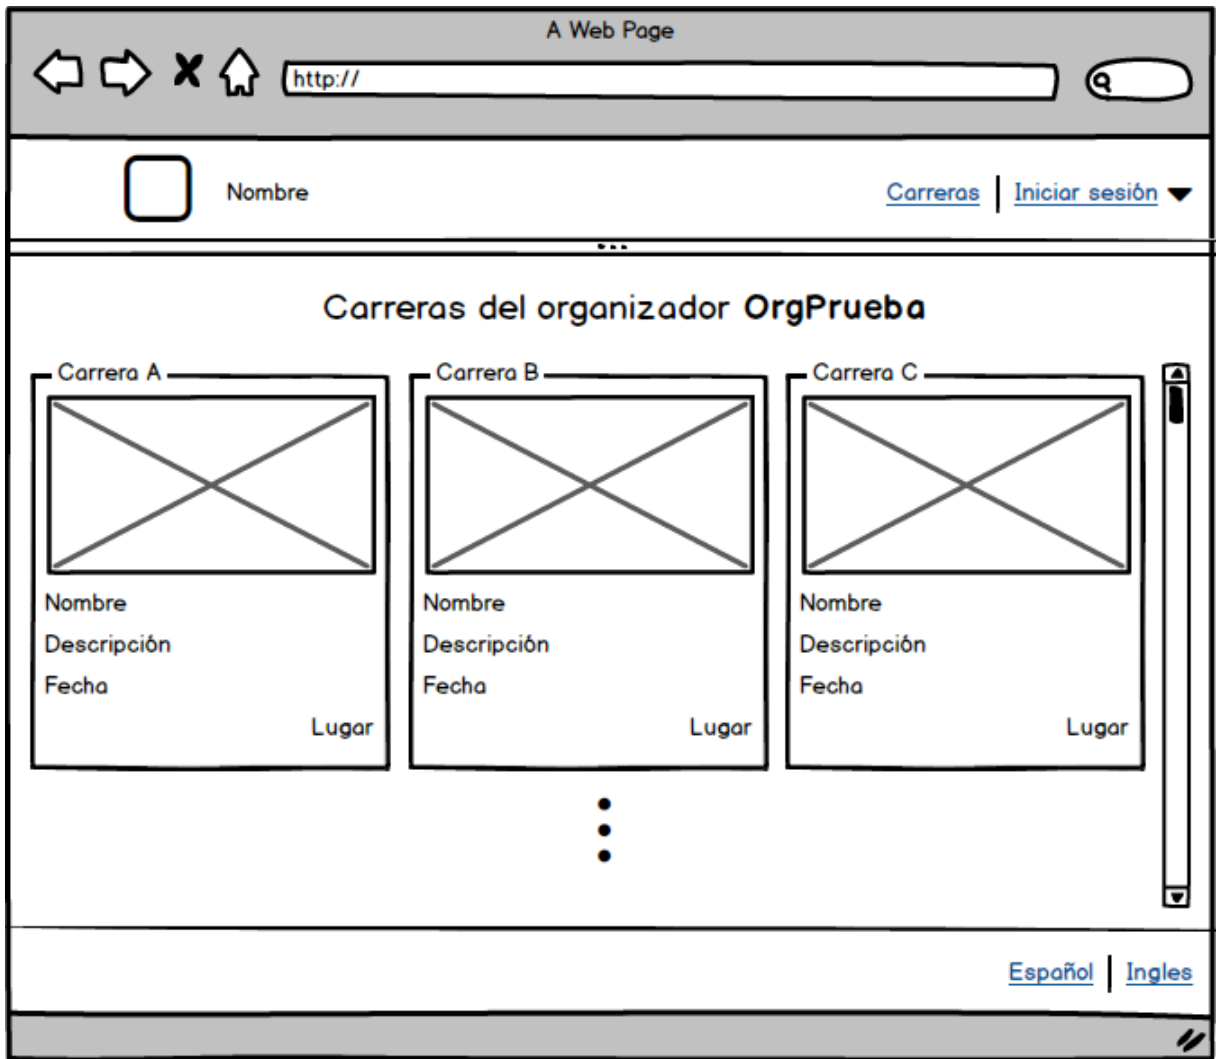 A Web Page
http://
Nombre Carreras Iniciar sesión
Carreras del organizador OrgPrueba
Carrera A Carrera B Carrera C
Nombre Nombre Nombre
Descripción Descripción Descripción
Fecha Fecha Fecha
Lugar Lugar Lugar
Español Ingles